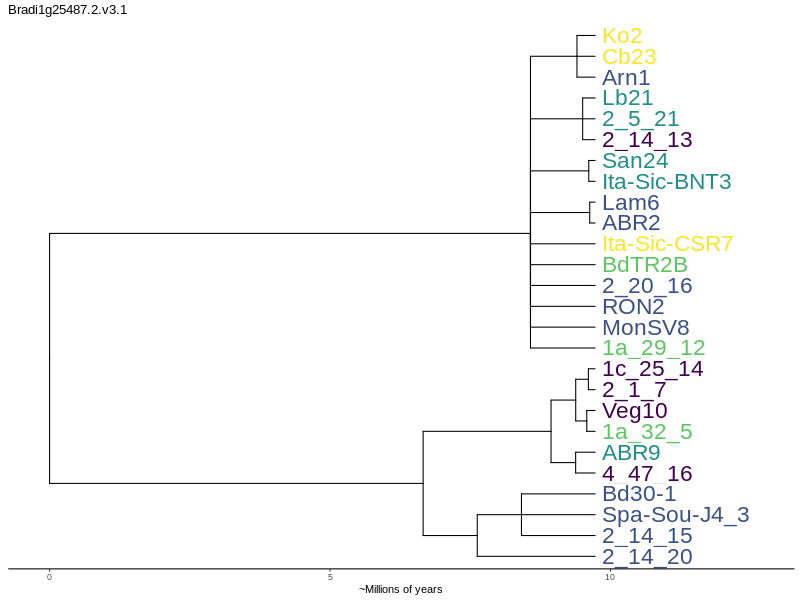 Bradi1g25487.2.v3.1
Ko2
Cb23
Arn1
Lb21
2_5_21
2_14_13
San24
Ita-Sic-BNT3
Lam6
ABR2
Ita-Sic-CSR7
BdTR2B
2_20_16
RON2
MonSV8
1a_29_12
1c_25_14
2_1_7
Veg10
1a_32_5
ABR9
4_47_16
Bd30-1
Spa-Sou-J4_3
2_14_15
2_14_20
0 5 10
~Millions of years